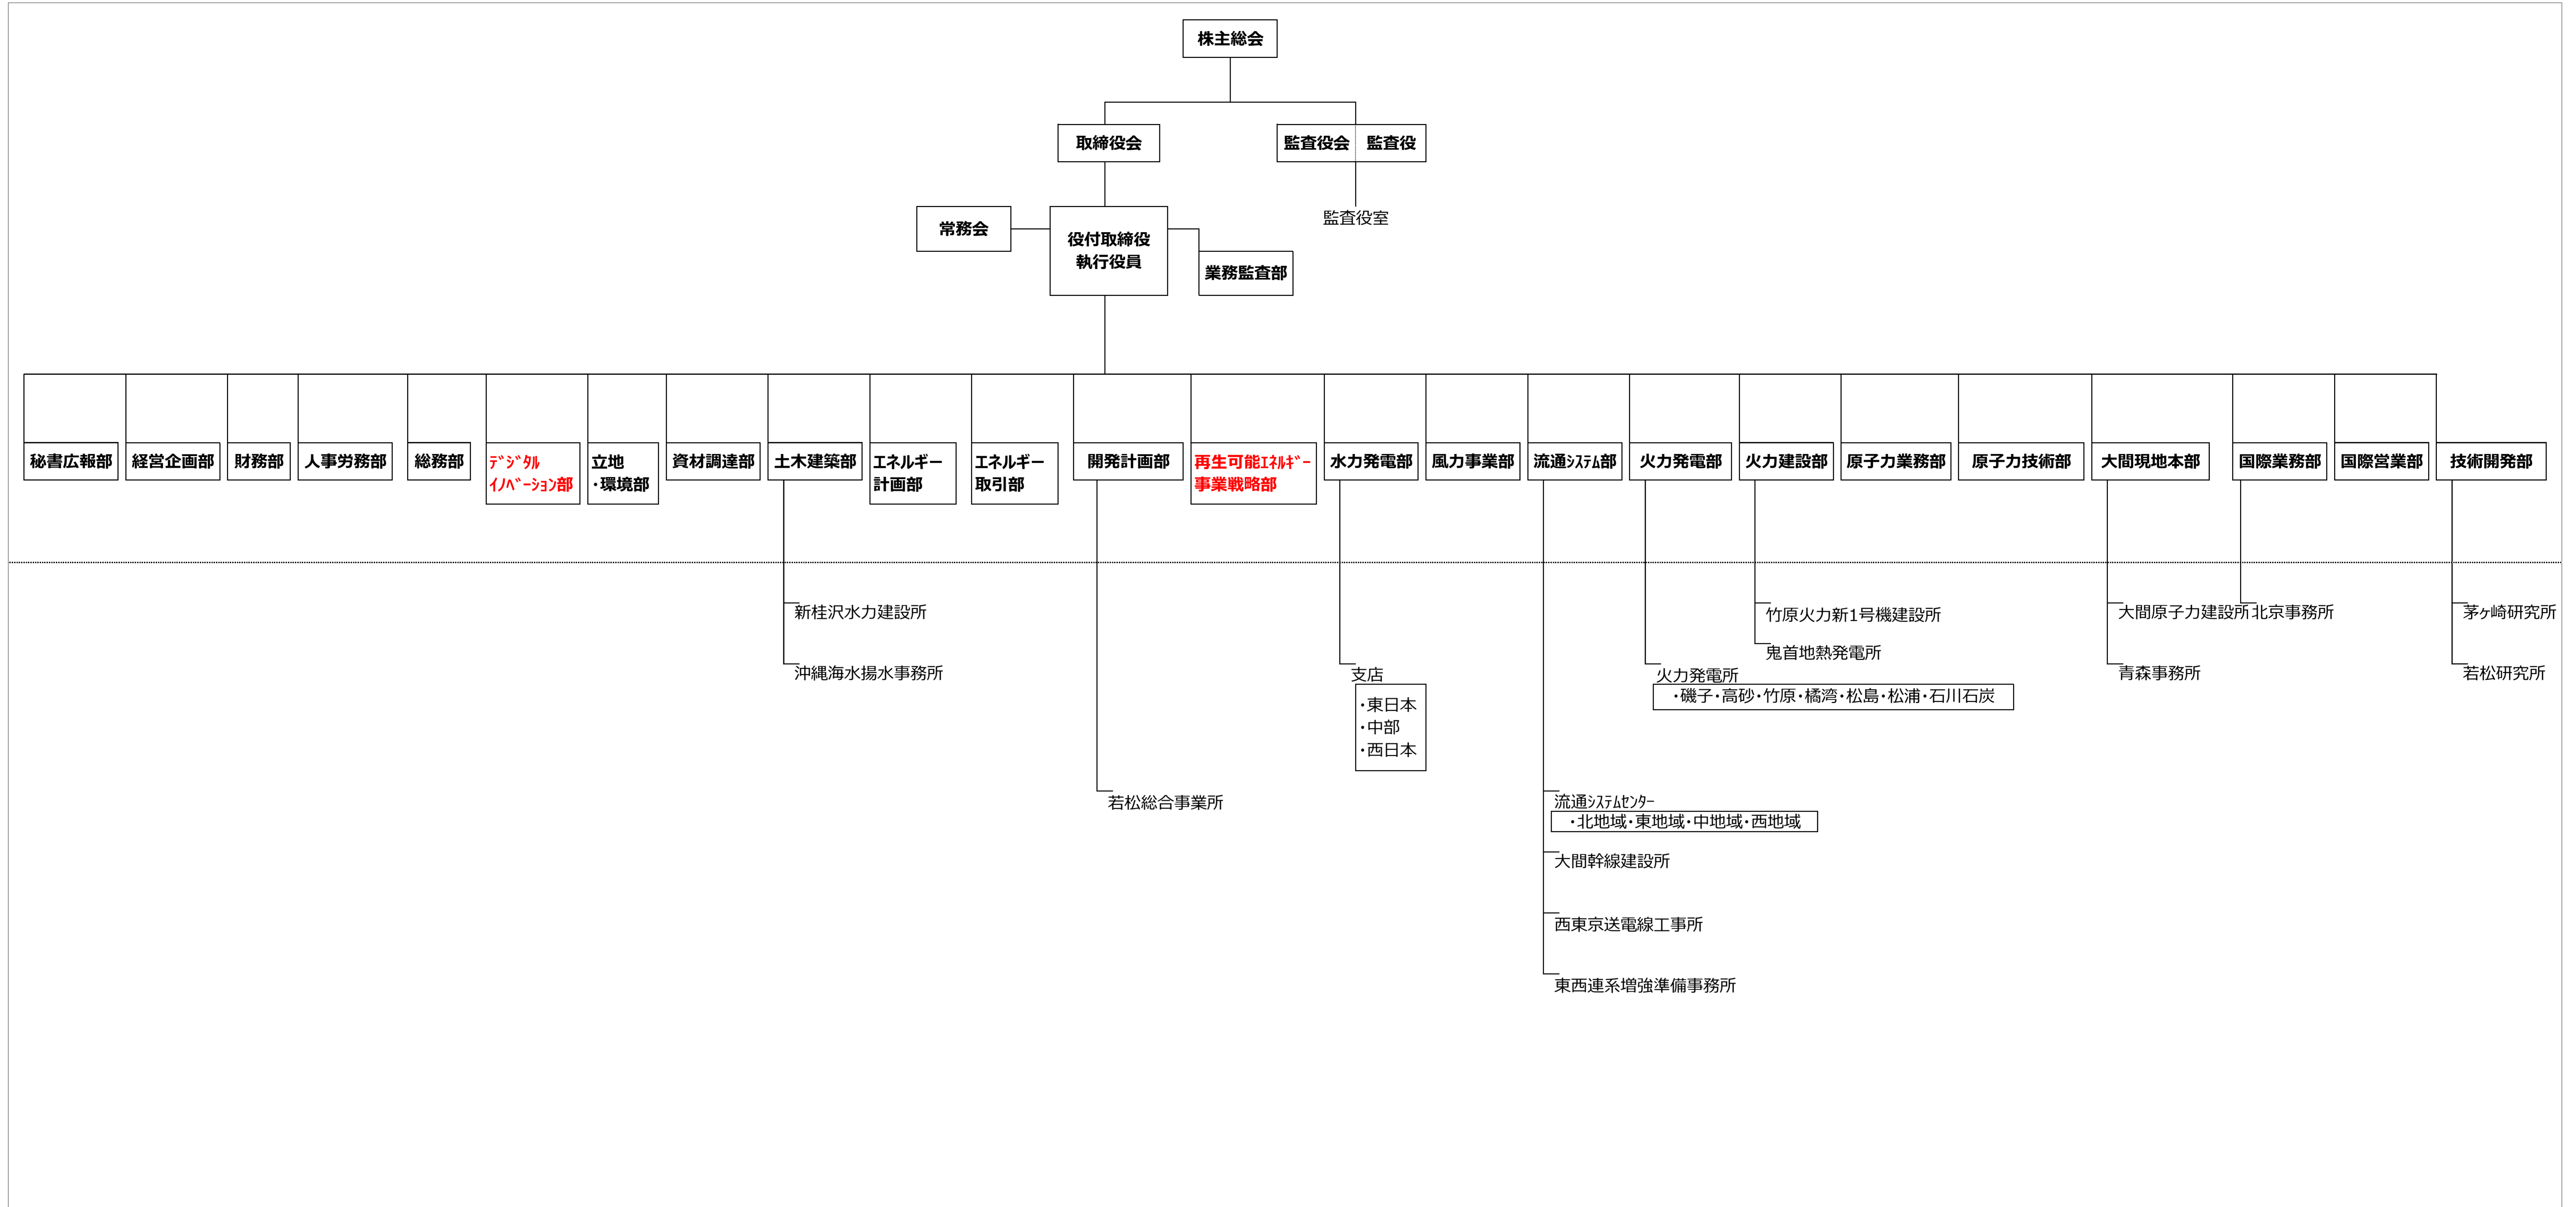 株主総会
取締役会
監査役会 監査役
監査役室
常務会
役付取締役
執行役員
業務監査部
秘書広報部
経営企画部
財務部
人事労務部
総務部
ﾃﾞｼﾞﾀﾙ
ｲﾉﾍﾞｰｼｮﾝ部
立地
・環境部
資材調達部
土木建築部
エネルギー
計画部
エネルギー
取引部
開発計画部
再生可能ｴﾈﾙｷﾞｰ
事業戦略部
水力発電部
風力事業部
流通ｼｽﾃﾑ部
火力発電部
火力建設部
原子力業務部
原子力技術部
大間現地本部
国際業務部
国際営業部
技術開発部
新桂沢水力建設所
沖縄海水揚水事務所
若松総合事業所
支店
・東日本
・中部
・西日本
流通ｼｽﾃﾑｾﾝﾀｰ
・北地域・東地域・中地域・西地域
大間幹線建設所
西東京送電線工事所
東西連系増強準備事務所
火力発電所
・磯子・高砂・竹原・橘湾・松島・松浦・石川石炭
竹原火力新1号機建設所
鬼首地熱発電所
大間原子力建設所
青森事務所
北京事務所
茅ヶ崎研究所
若松研究所